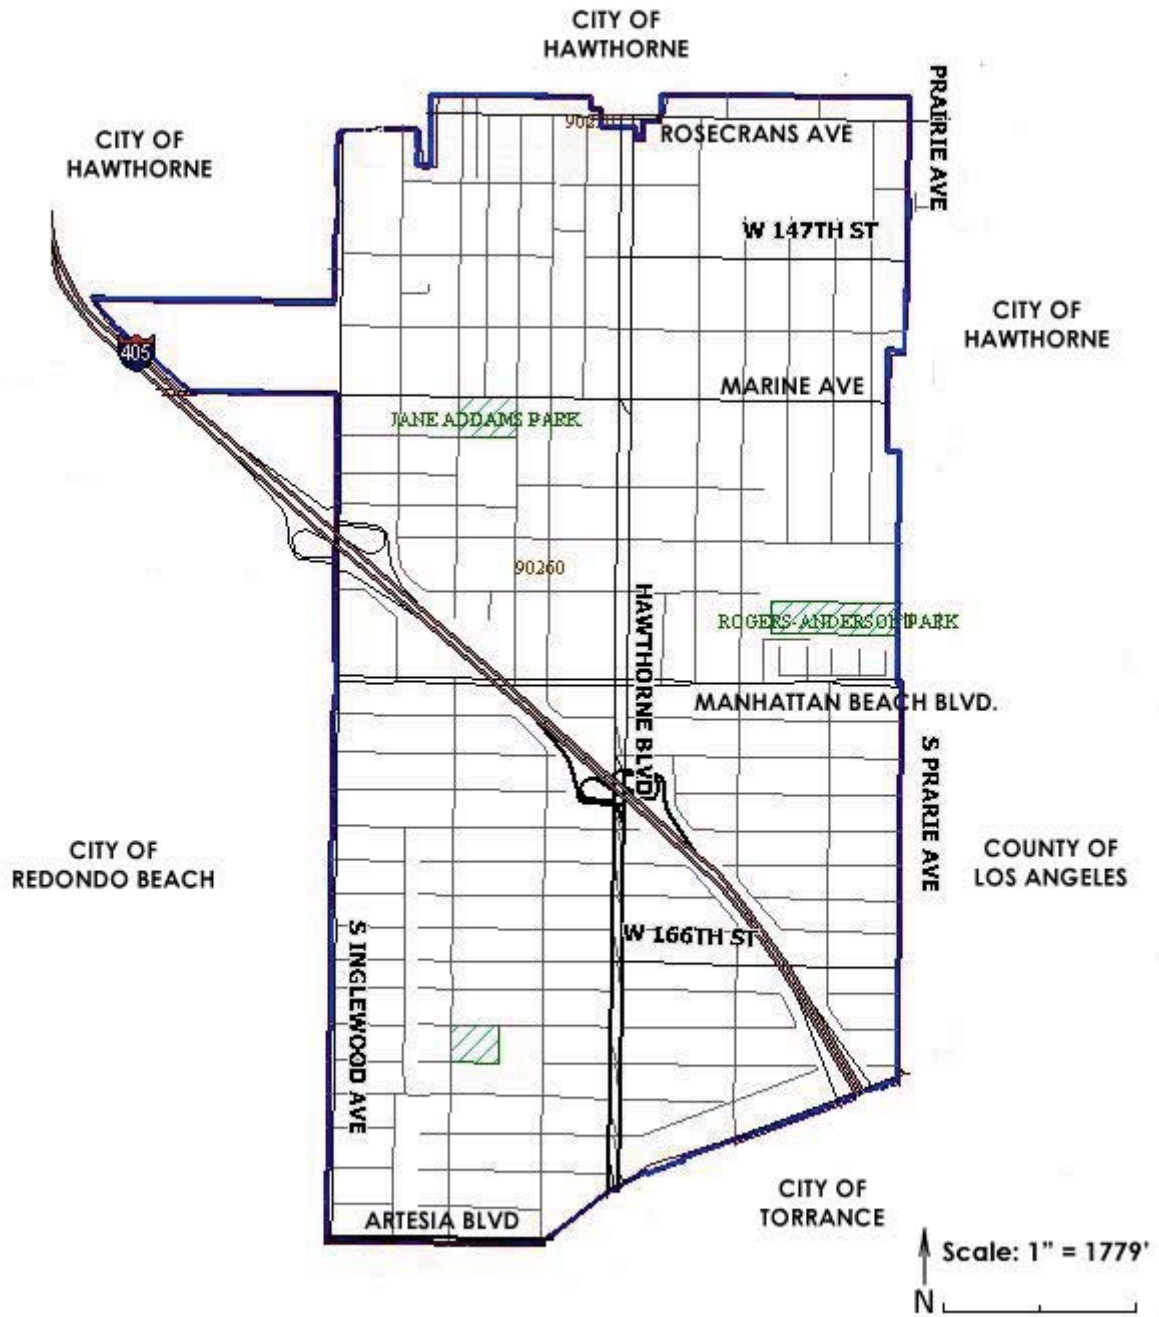 CITY OF
HAWTHORNE
CITY OF
HAWTHORNE
PRAIRIE AVE
ROSECRANS AVE
W 147TH ST
CITY OF
HAWTHORNE
405
MARINE AVE
JANE ADDAMS PARK
90260
HAWTHORNE BLVD
ROGERS-ANDERSON PARK
MANHATTAN BEACH BLVD.
S PRARIE AVE
CITY OF
REDONDO BEACH
COUNTY OF
LOS ANGELES
S INGLEWOOD AVE
W 166TH ST
CITY OF
TORRANCE
ARTESIA BLVD
Scale: 1” = 1779’
N